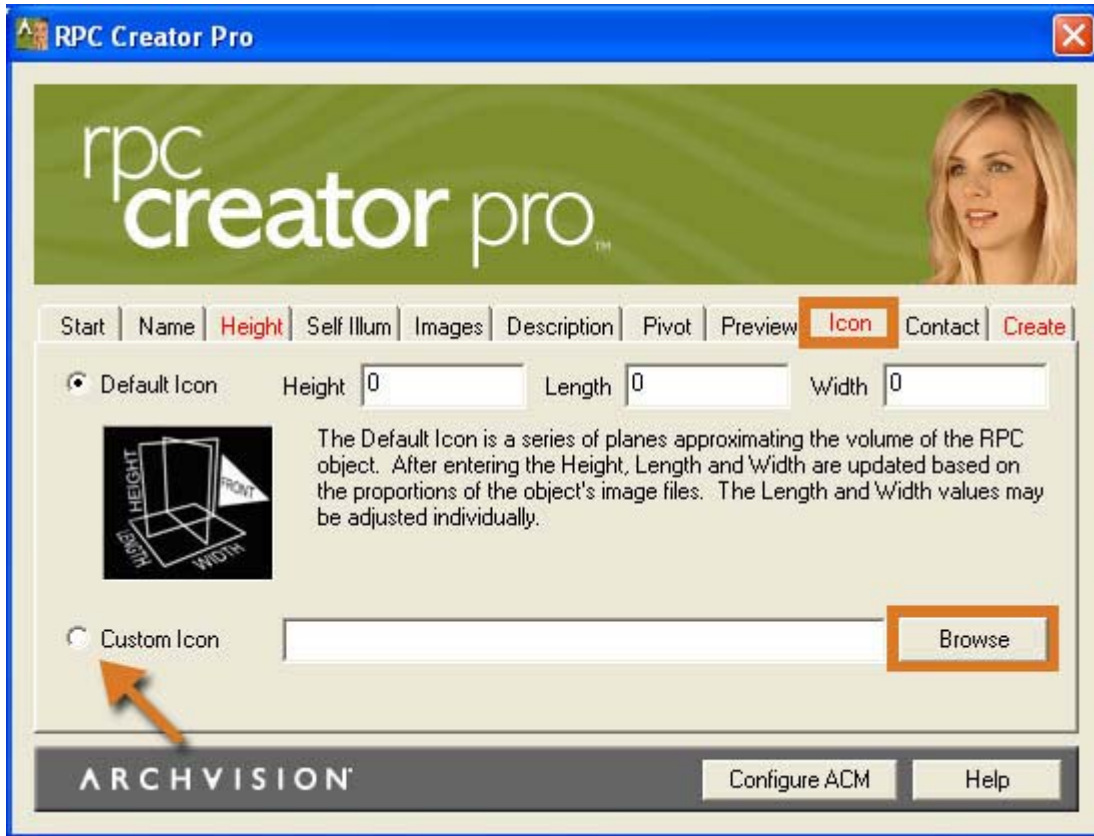 RPC Creator Pro
rpc
creator pro™
Start Name Height Self Illum Images Description Pivot Preview Icon Contact Create
Default Icon Height 0 Length 0 Width 0
HEIGHT
FRONT
LENGTH
WIDTH
The Default Icon is a series of planes approximating the volume of the RPC
object. After entering the Height, Length and Width are updated based on
the proportions of the object's image files. The Length and Width values may
be adjusted individually.
Custom Icon Browse
ARCHVISION Configure ACM Help